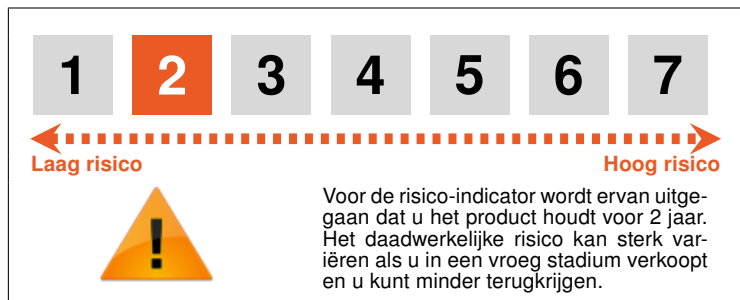 1 2 3 4 5 6 7
Laag risico Hoog risico
!
Voor de risico-indicator wordt ervan uitge-
gaan dat u het product houdt voor 2 jaar.
Het daadwerkelijke risico kan sterk var-
iëren als u in een vroeg stadium verkoopt
en u kunt minder terugkrijgen.